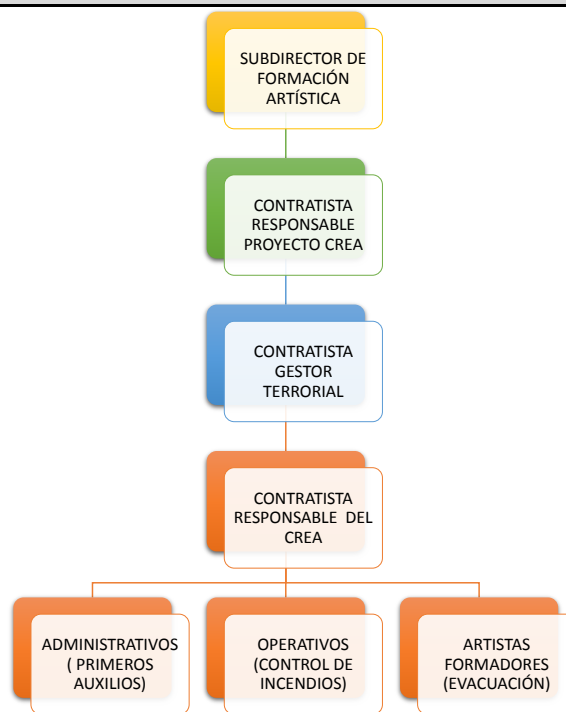 SUBDIRECTOR DE
FORMACIÓN
ARTÍSTICA
CONTRATISTA
RESPONSABLE
PROYECTO CREA
CONTRATISTA
GESTOR
TERRORIAL
CONTRATISTA
RESPONSABLE DEL
CREA
ADMINISTRATIVOS
( PRIMEROS
AUXILIOS)
OPERATIVOS
(CONTROL DE
INCENDIOS)
ARTISTAS
FORMADORES
(EVACUACIÓN)